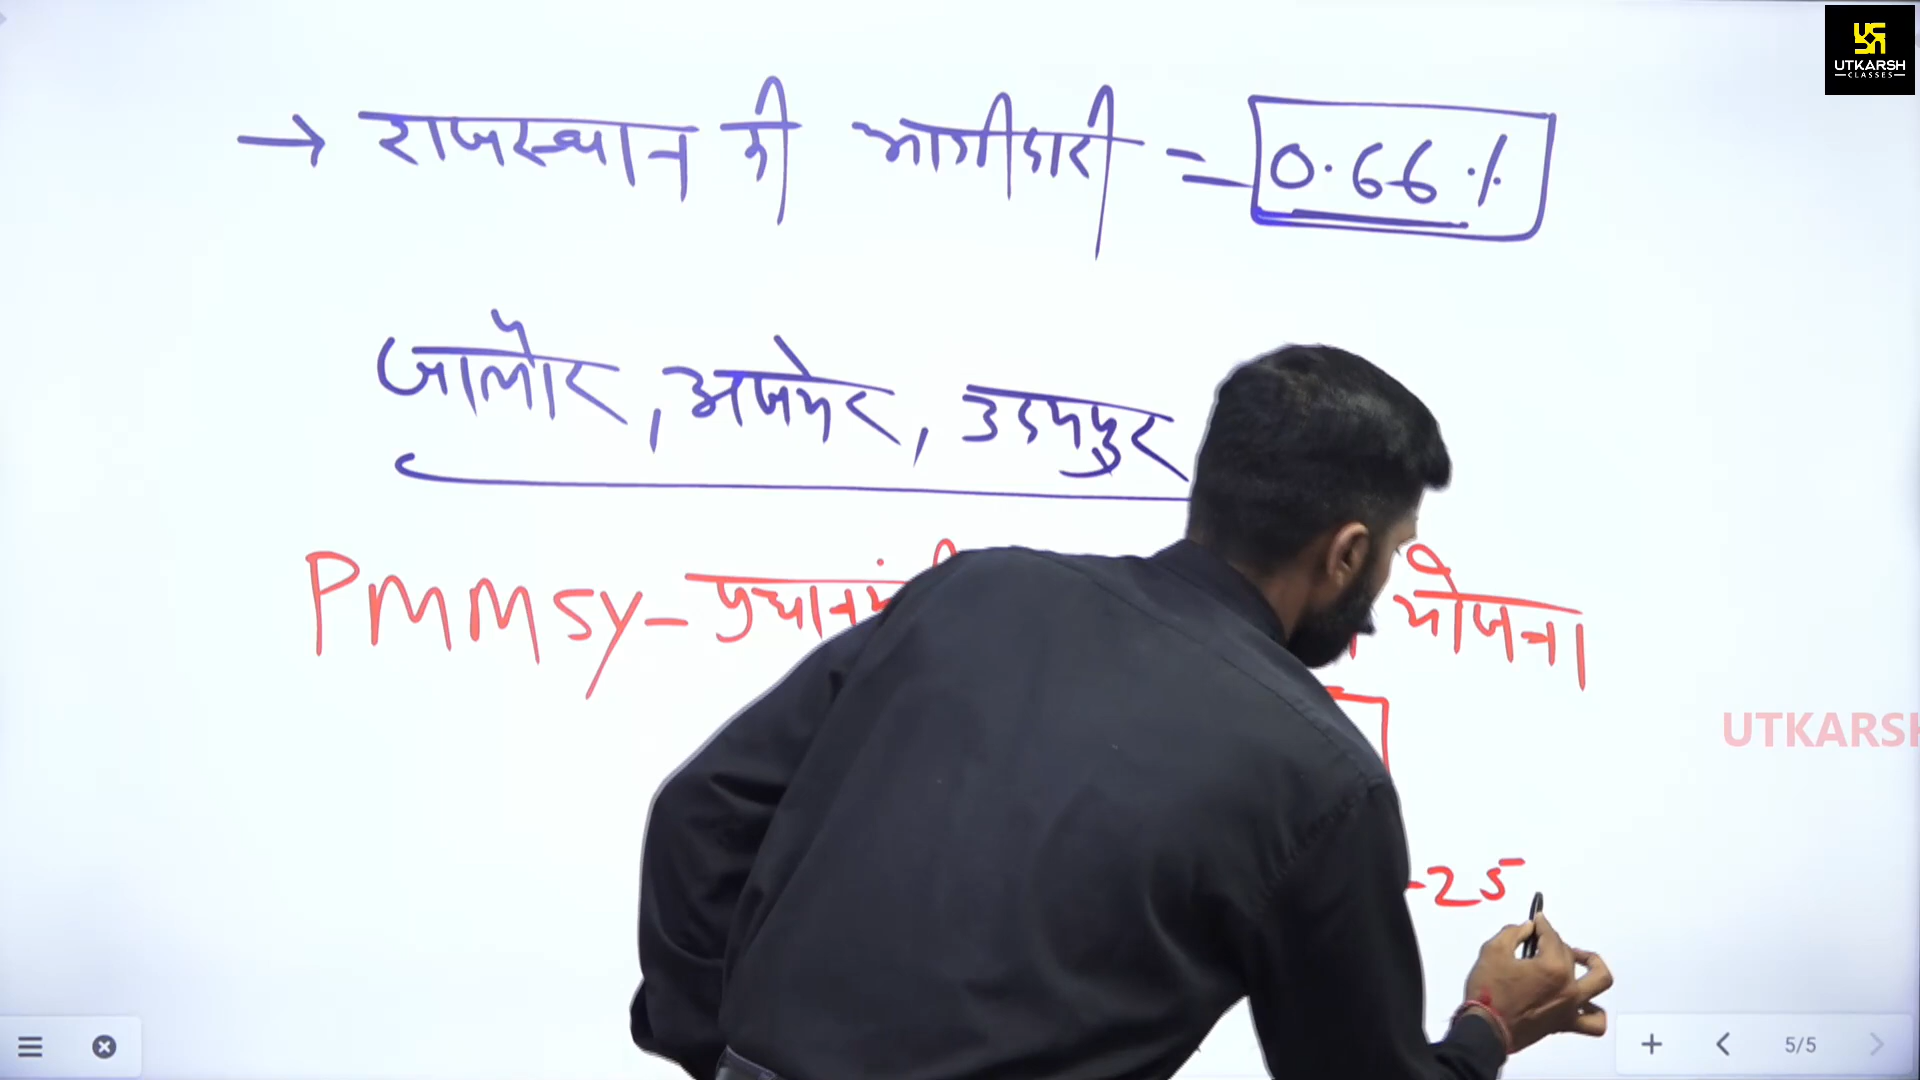 UTKARSH
CLASSES
→ राजस्थान की भागीदारी = 0.66%
जालौर, अजमेर, उदयपुर
PMMSY - योजना
UTKARSH
-25
5/5